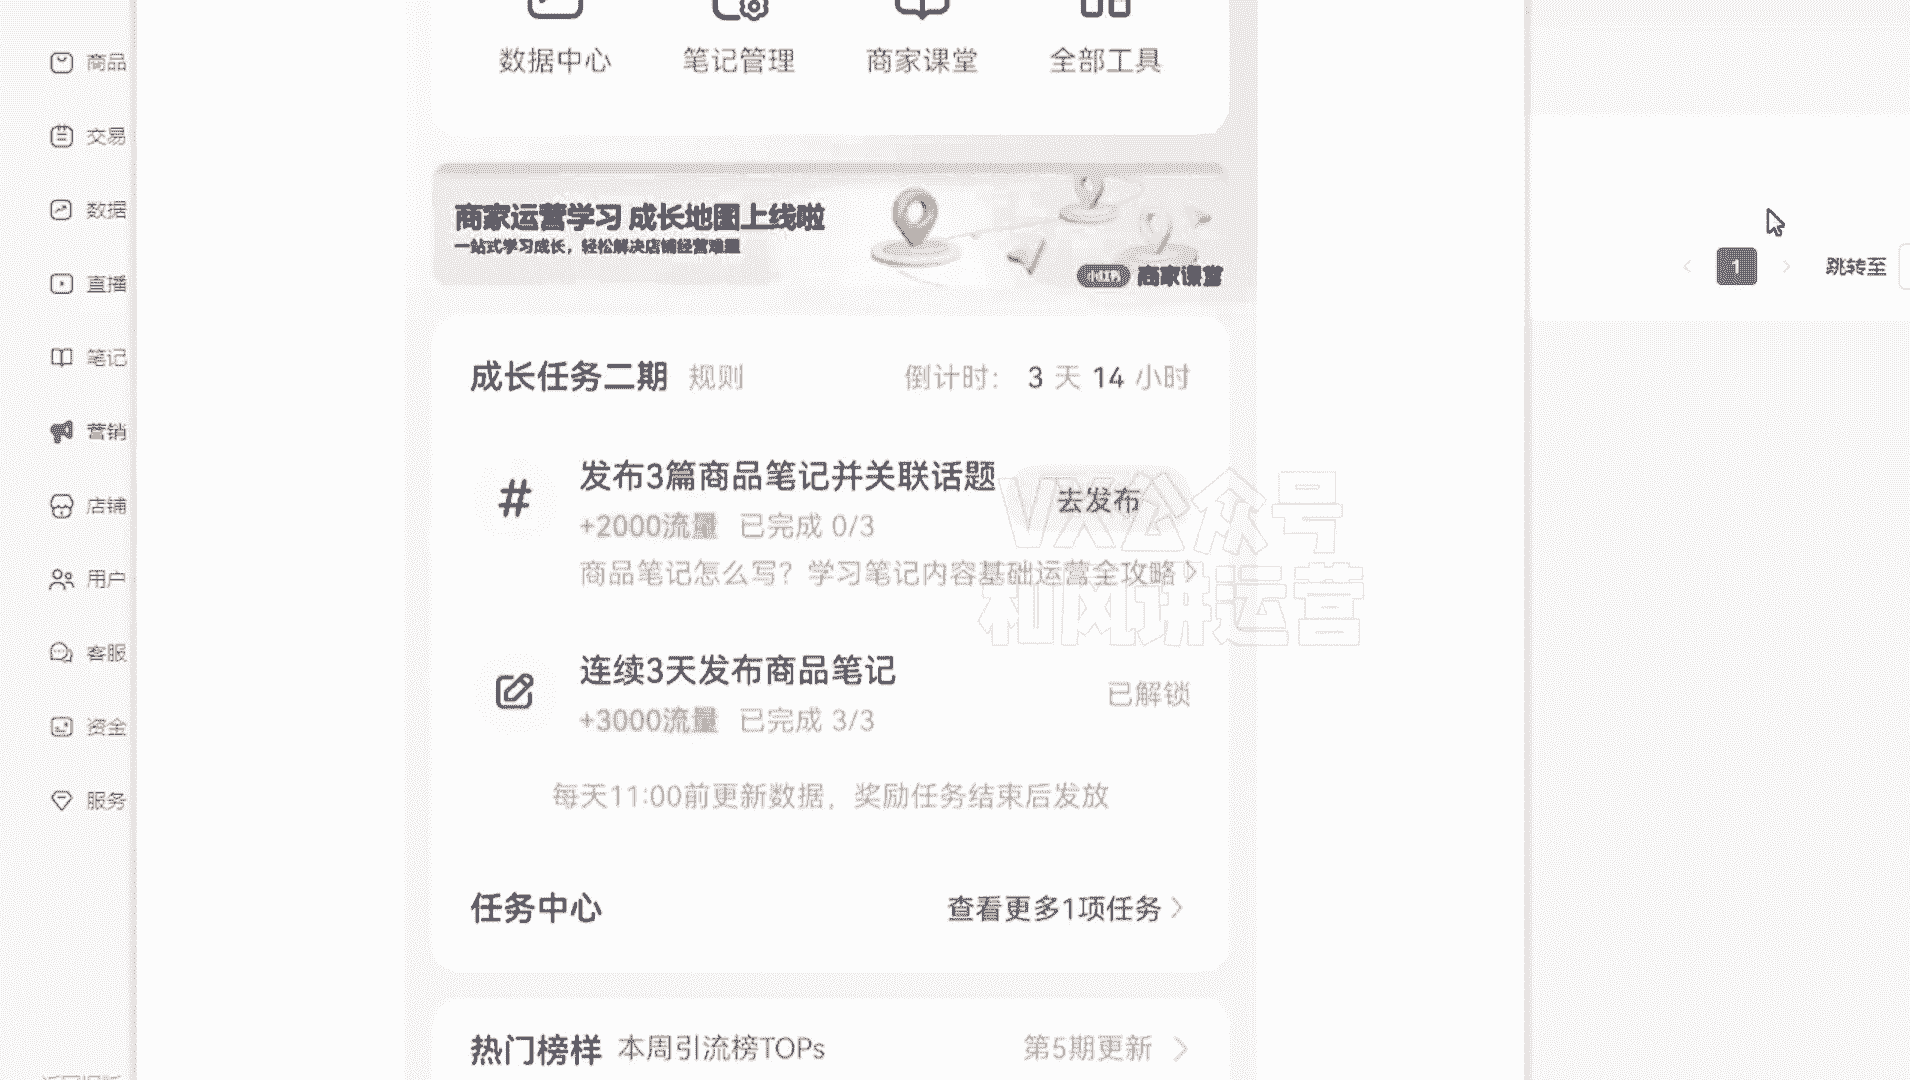 商品
交易
数据
直播
笔记
营销
店铺
用户
客服
资金
服务
数据中心
笔记管理
商家课堂
全部工具
商家运营学习 成长地图上线啦
一站式学习成长，轻松解决店铺经营难题
小红书 商家课堂
成长任务二期 规则 倒计时： 3 天 14 小时
发布3篇商品笔记并关联话题
+2000流量 已完成 0/3
去发布
商品笔记怎么写？学习笔记内容基础运营全攻略
连续3天发布商品笔记
+3000流量 已完成 3/3
已解锁
每天11:00前更新数据，奖励任务结束后发放
任务中心 查看更多1项任务
热门榜样 本周引流榜TOPs 第5期更新
1 跳转至
VX公众号
和风讲运营